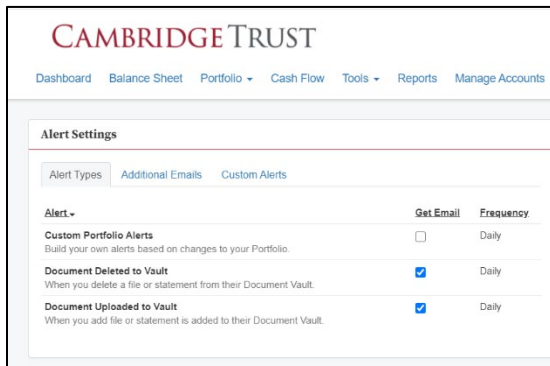 CAMBRIDGE TRUST
Dashboard Balance Sheet Portfolio Cash Flow Tools Reports Manage Accounts
Alert Settings
Alert Types Additional Emails Custom Alerts
Alert Get Email Frequency
Custom Portfolio Alerts Daily
Build your own alerts based on changes to your Portfolio.
Document Deleted to Vault Daily
When you delete a file or statement from their Document Vault.
Document Uploaded to Vault Daily
When you add file or statement is added to their Document Vault.